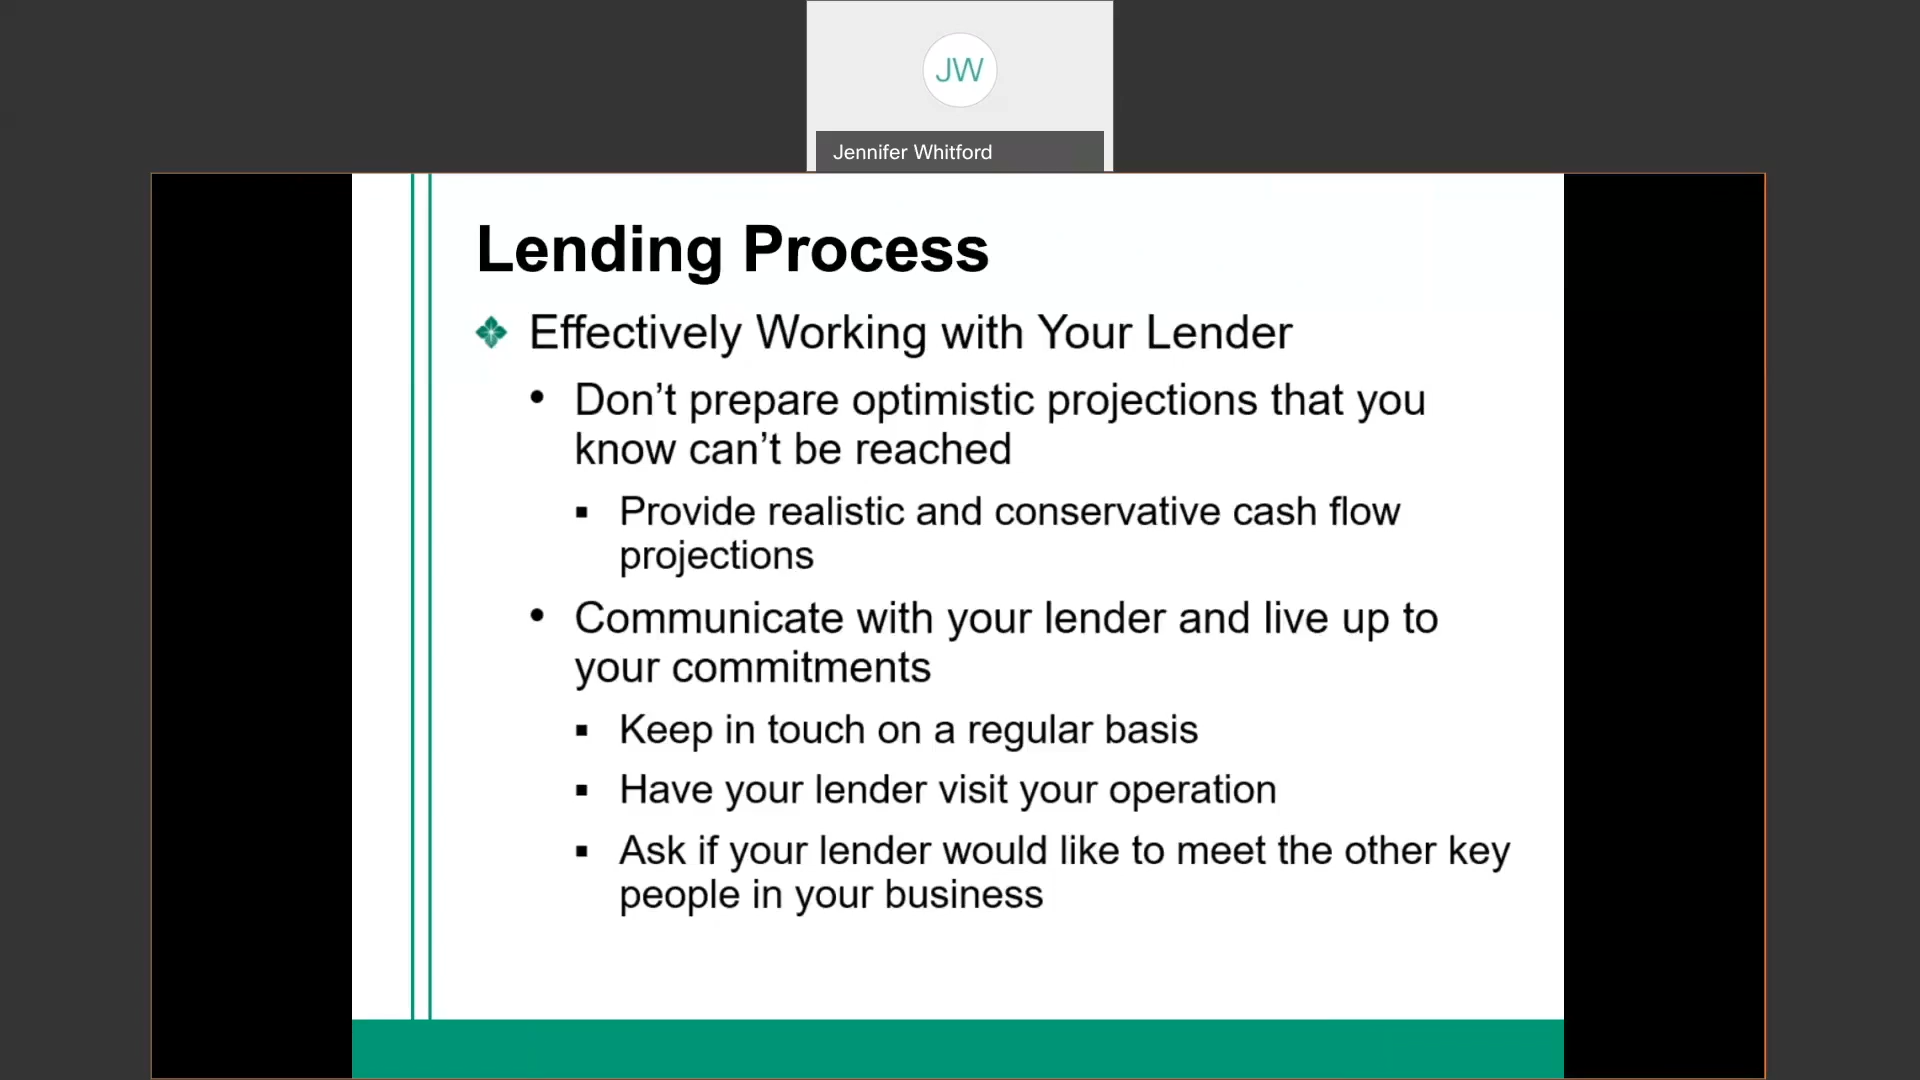 JW
Jennifer Whitford
Lending Process
Effectively Working with Your Lender
• Don’t prepare optimistic projections that you
know can’t be reached
▪ Provide realistic and conservative cash flow
projections
• Communicate with your lender and live up to
your commitments
▪ Keep in touch on a regular basis
▪ Have your lender visit your operation
▪ Ask if your lender would like to meet the other key
people in your business